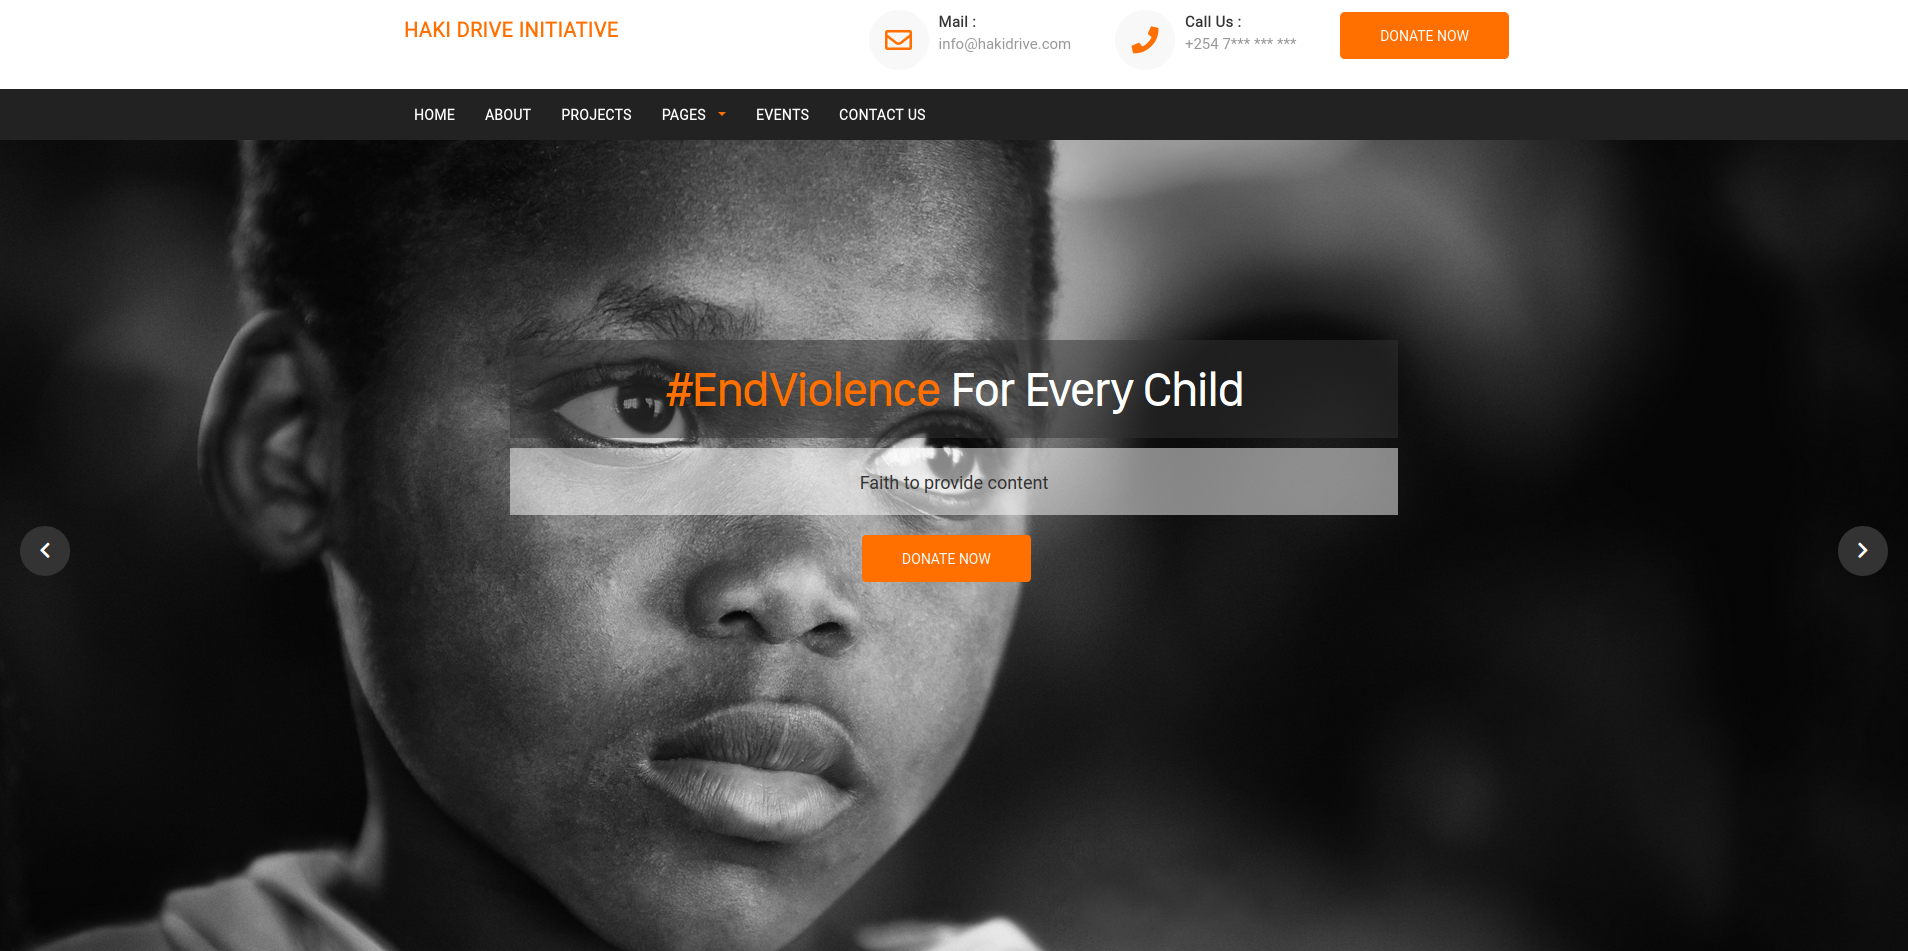 HAKI DRIVE INITIATIVE
Mail :
info@hakidrive.com
Call Us :
+254 7*** *** ***
DONATE NOW
HOME ABOUT PROJECTS PAGES EVENTS CONTACT US
#EndViolence For Every Child
Faith to provide content
DONATE NOW